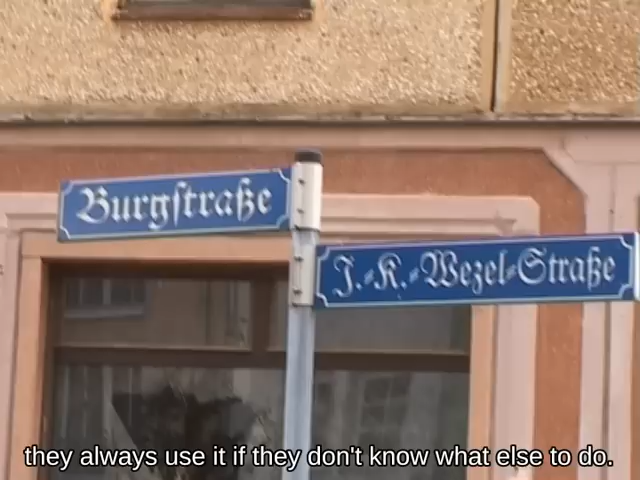 Burgſtraße
J.=K.=Wezel=Straße
they always use it if they don't know what else to do.